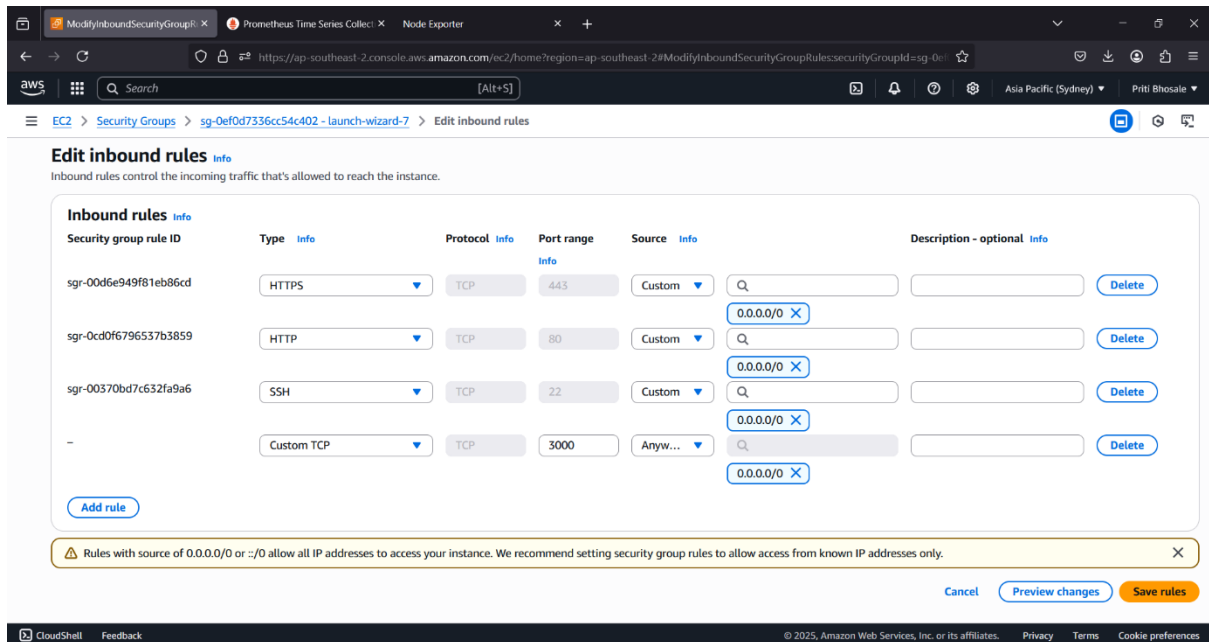 ModifyInboundSecurityGroupR
Prometheus Time Series Collecti
Node Exporter
https://ap-southeast-2.console.aws.amazon.com/ec2/home?region=ap-southeast-2#ModifyInboundSecurityGroupRules:securityGroupId=sg-0ef
aws
Search [Alt+S]
Asia Pacific (Sydney)
Priti Bhosale
EC2 > Security Groups > sg-0ef0d7336cc54c402 - launch-wizard-7 > Edit inbound rules
Edit inbound rules Info
Inbound rules control the incoming traffic that's allowed to reach the instance.
Inbound rules Info
Security group rule ID Type Info Protocol Info Port range Source Info Description - optional Info
Info
sgr-00d6e949f81eb86cd HTTPS TCP 443 Custom Delete
0.0.0.0/0
sgr-0cd0f6796537b3859 HTTP TCP 80 Custom Delete
0.0.0.0/0
sgr-00370bd7c632fa9a6 SSH TCP 22 Custom Delete
0.0.0.0/0
– Custom TCP TCP 3000 Anyw... Delete
0.0.0.0/0
Add rule
Rules with source of 0.0.0.0/0 or ::/0 allow all IP addresses to access your instance. We recommend setting security group rules to allow access from known IP addresses only.
Cancel Preview changes Save rules
CloudShell Feedback © 2025, Amazon Web Services, Inc. or its affiliates. Privacy Terms Cookie preferences